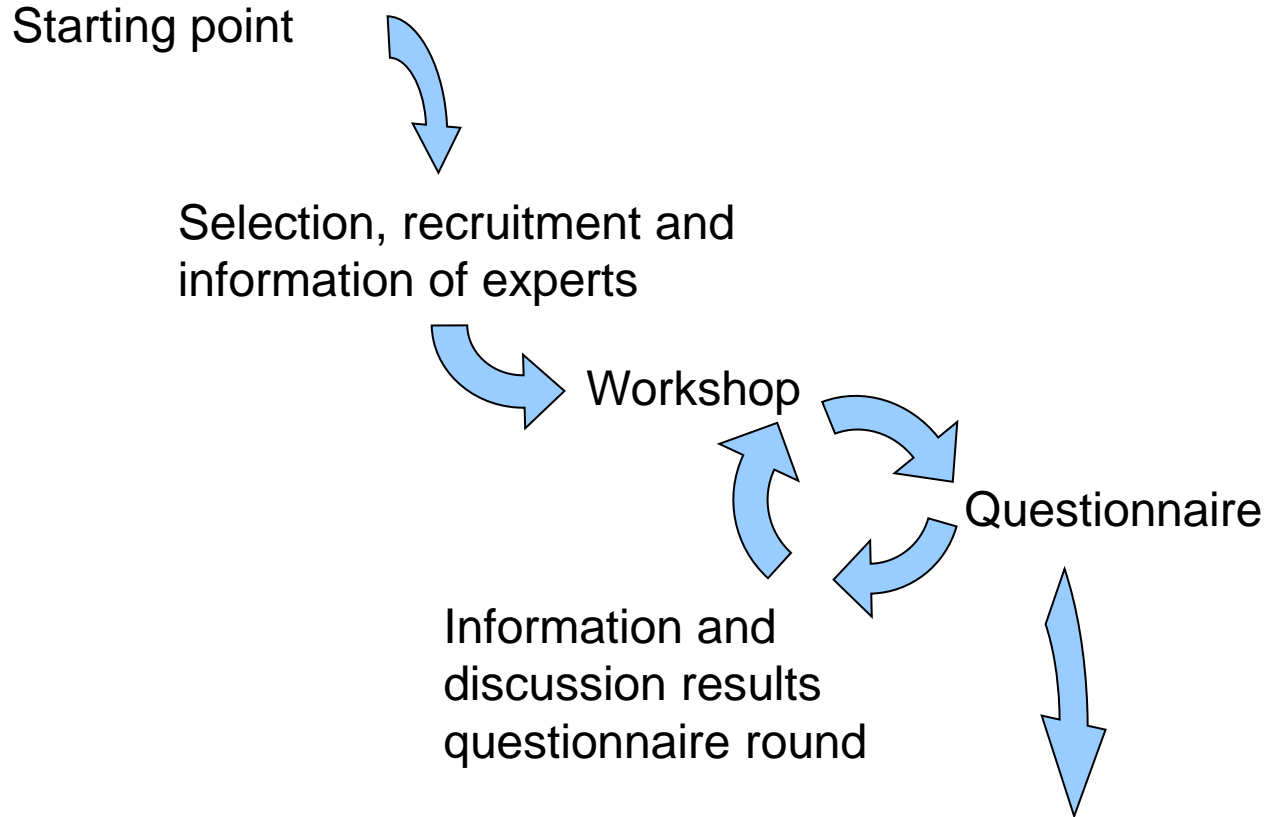 Starting point
Selection, recruitment and
information of experts
Workshop
Questionnaire
Information and
discussion results
questionnaire round